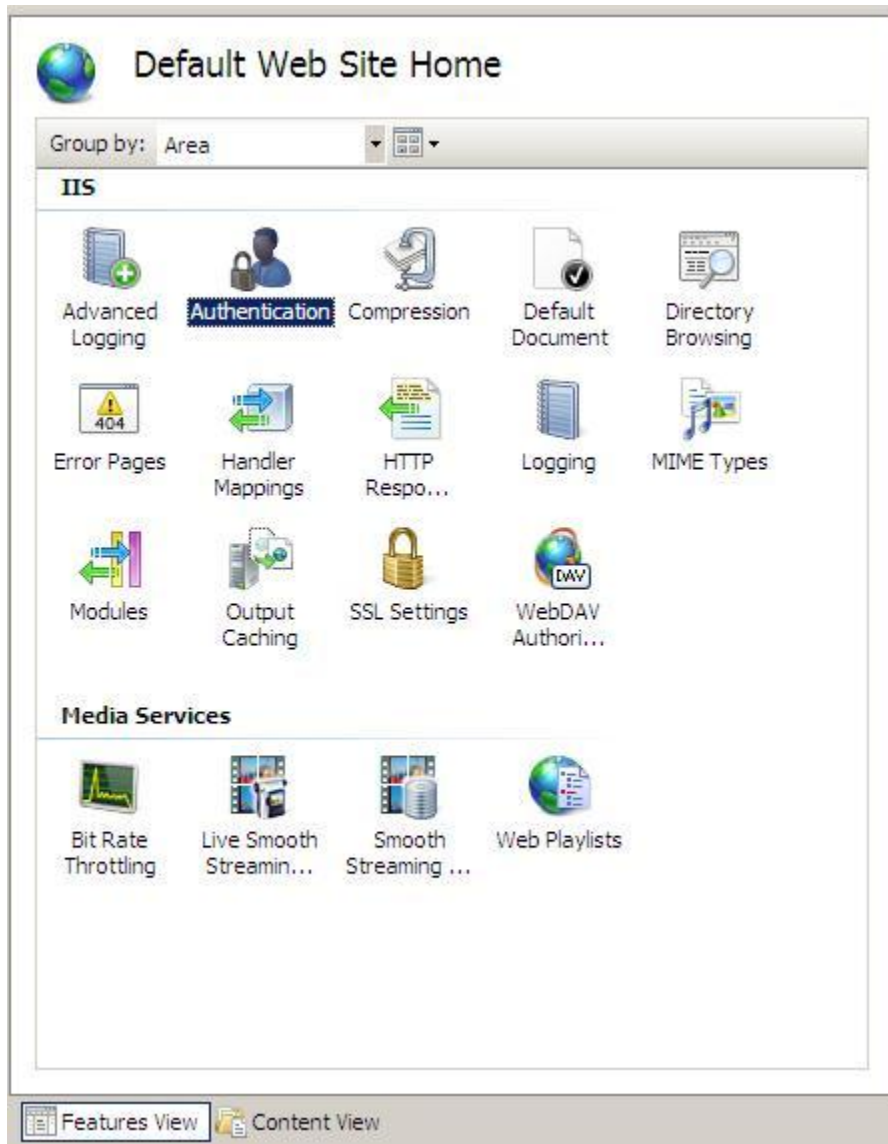 Default Web Site Home
Group by: Area
IIS
Advanced Logging
Authentication
Compression
Default Document
Directory Browsing
404
Error Pages
Handler Mappings
HTTP Respo...
Logging
MIME Types
Modules
Output Caching
SSL Settings
DAV
WebDAV Authori...
Media Services
Bit Rate Throttling
Live Smooth Streamin...
Smooth Streaming ...
Web Playlists
Features View
Content View